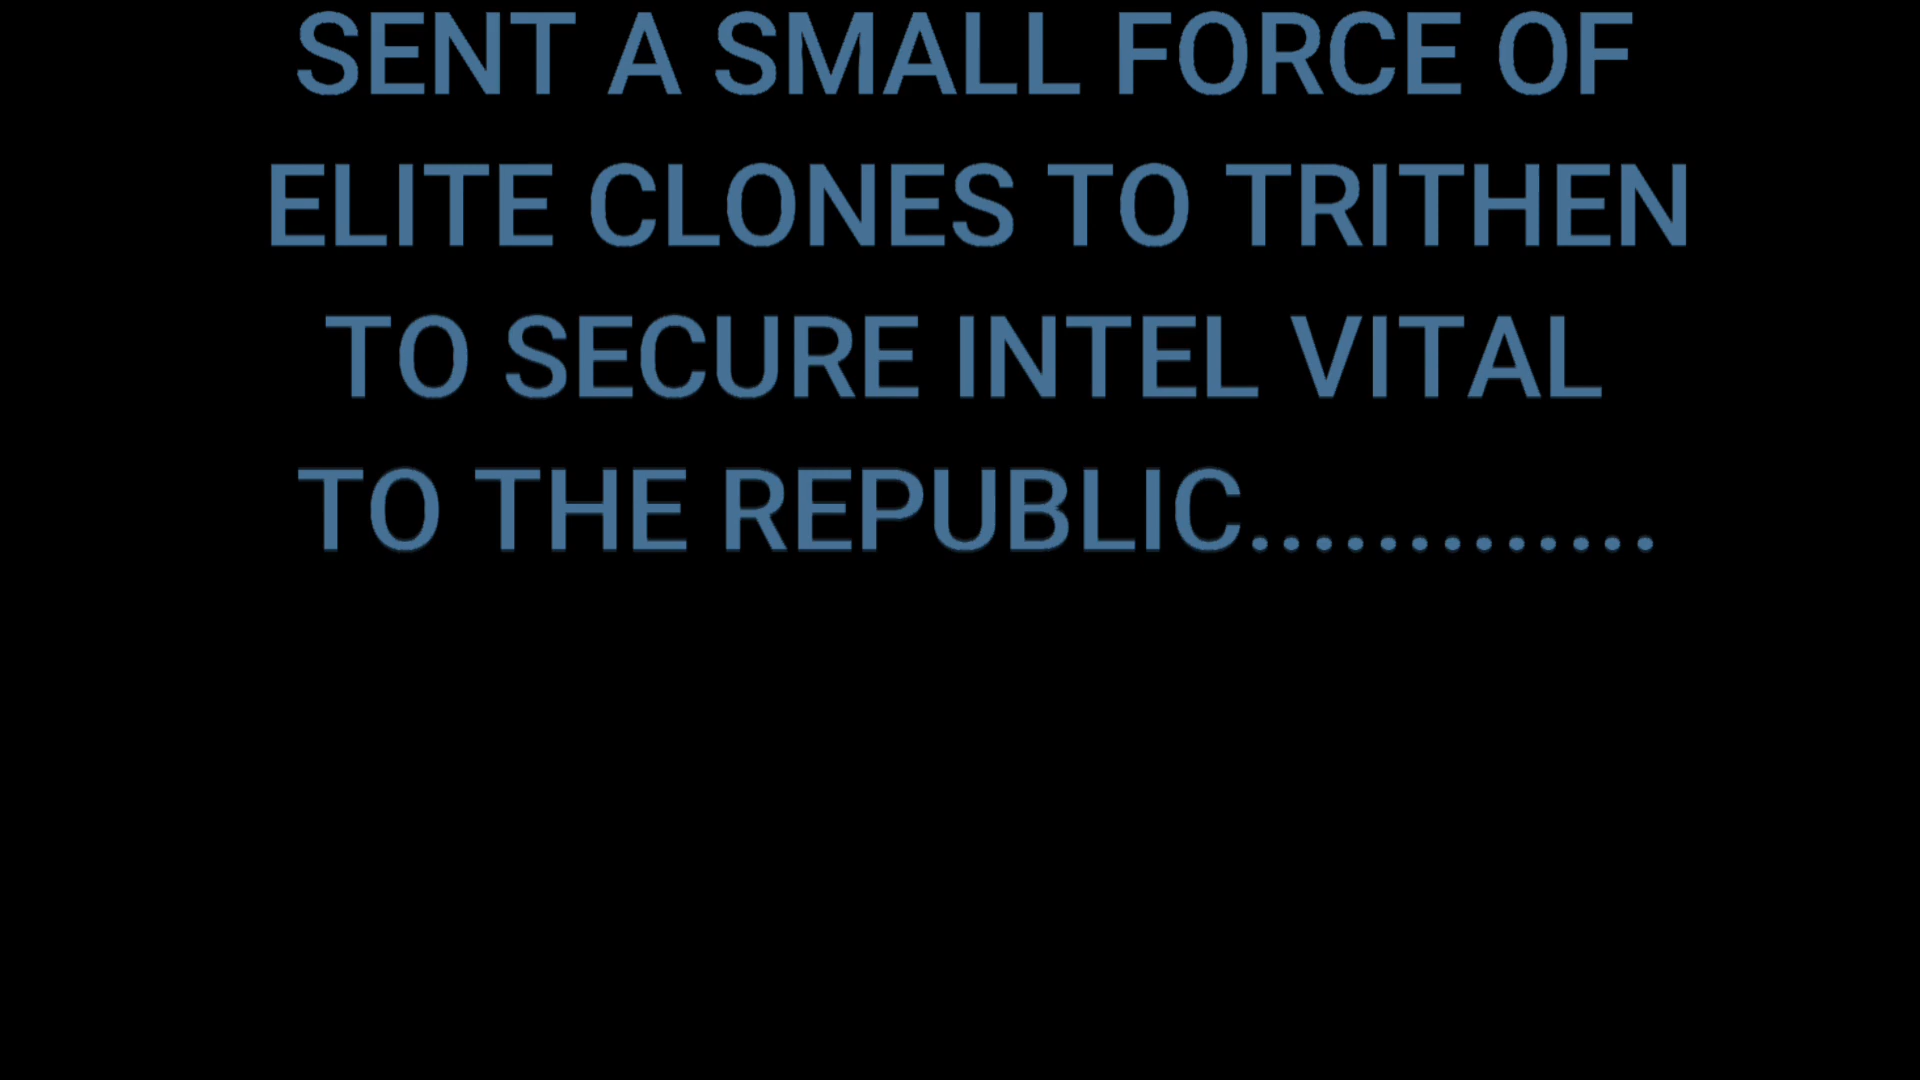 SENT A SMALL FORCE OF
ELITE CLONES TO TRITHEN
TO SECURE INTEL VITAL
TO THE REPUBLIC.............